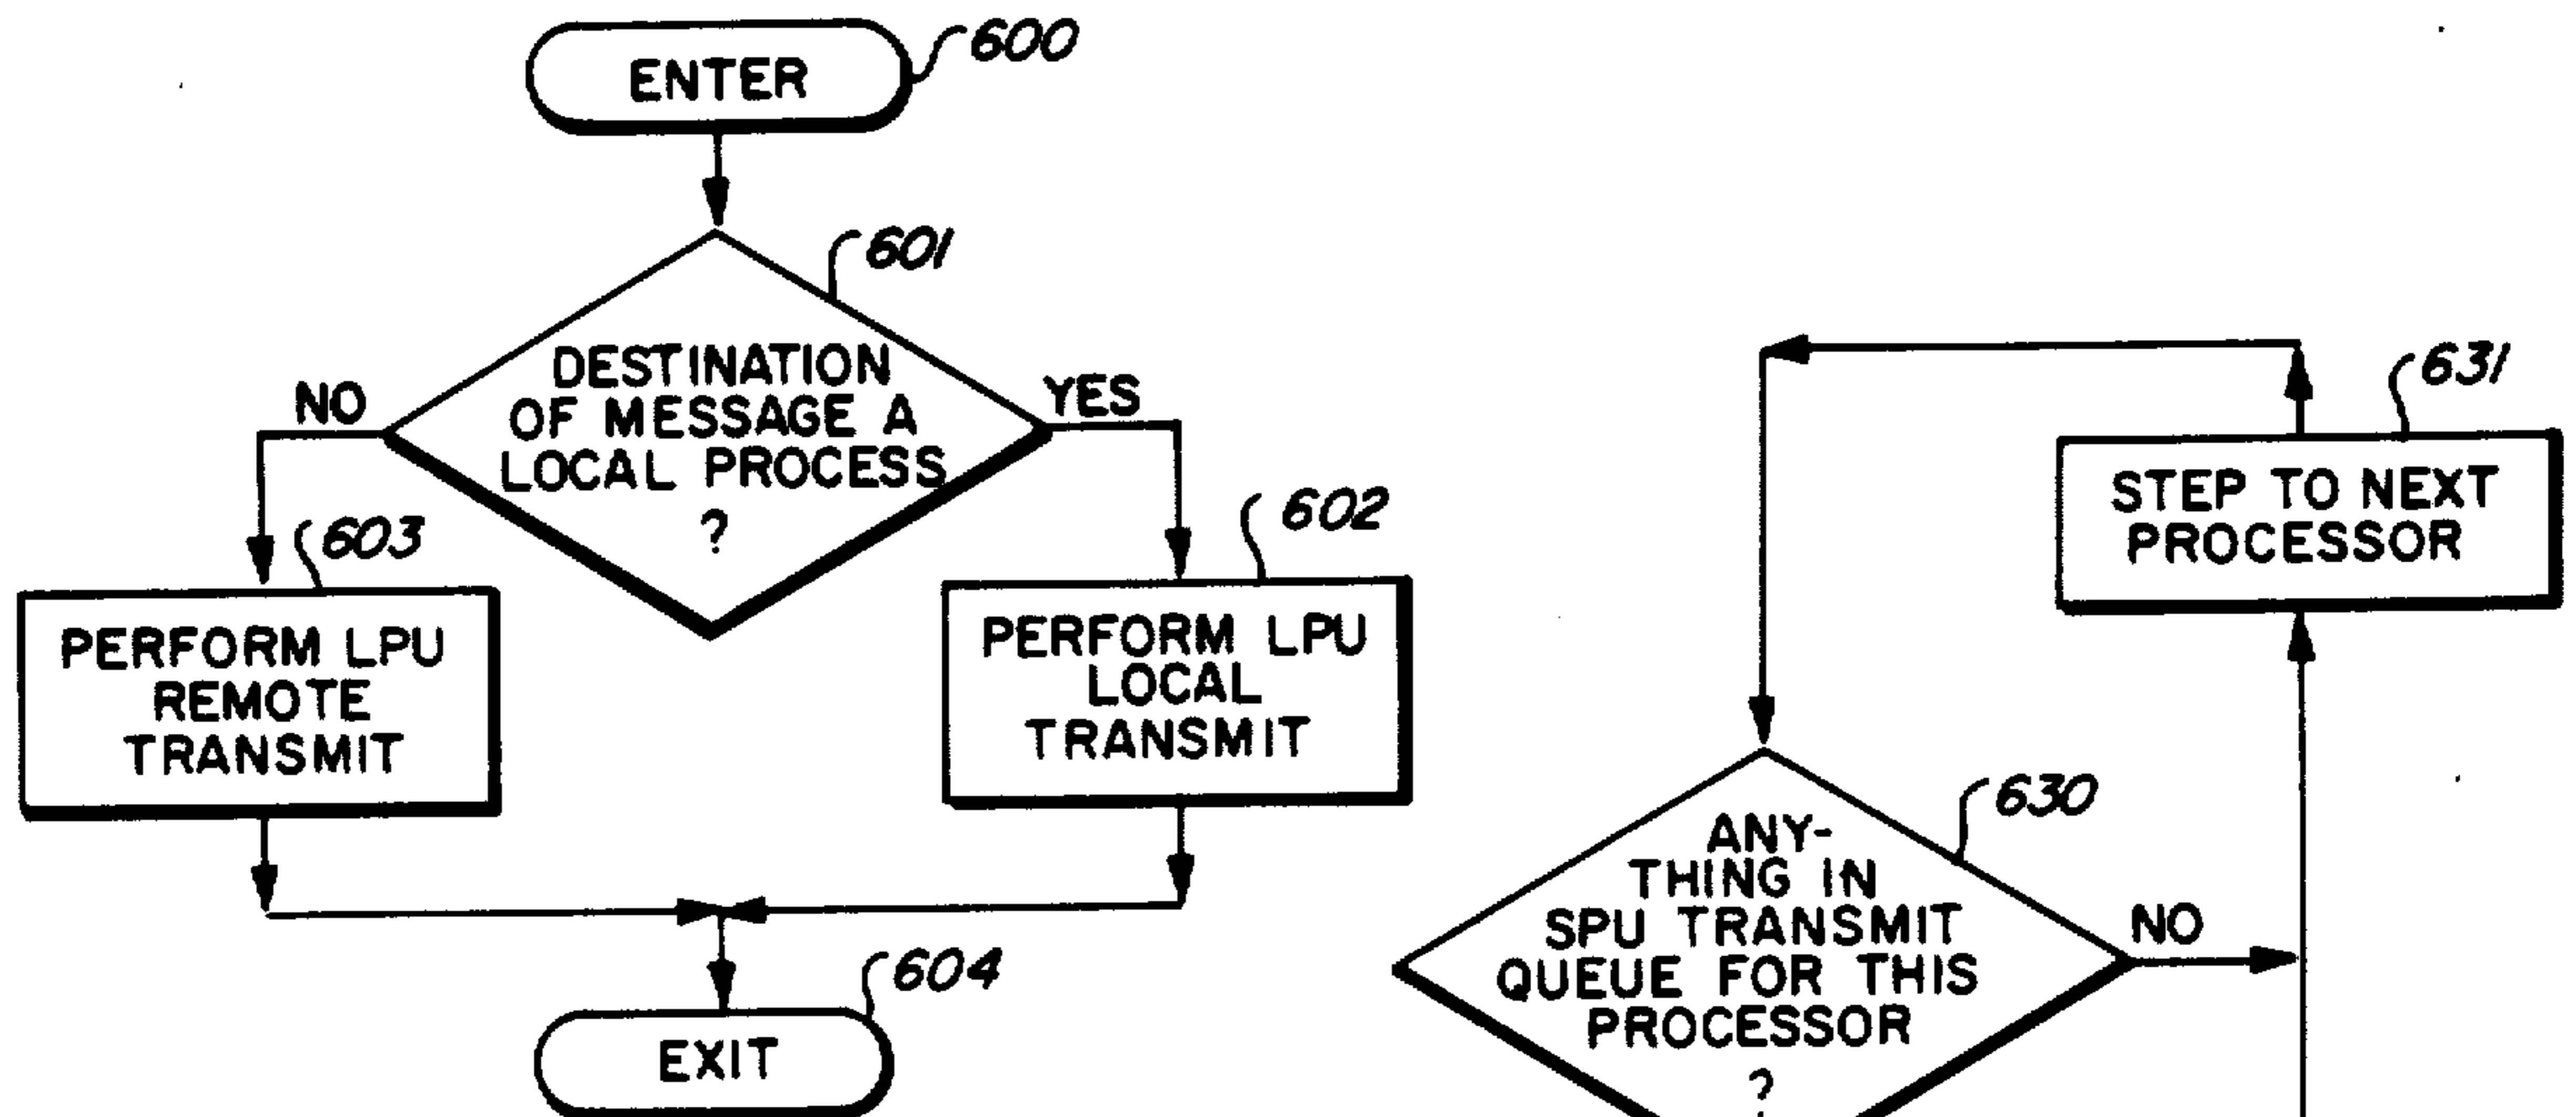 600
ENTER
601
DESTINATION
OF MESSAGE A
LOCAL PROCESS
?
NO
YES
603
PERFORM LPU
REMOTE
TRANSMIT
602
PERFORM LPU
LOCAL
TRANSMIT
604
EXIT
631
STEP TO NEXT
PROCESSOR
630
ANY-
THING IN
SPU TRANSMIT
QUEUE FOR THIS
PROCESSOR
?
NO